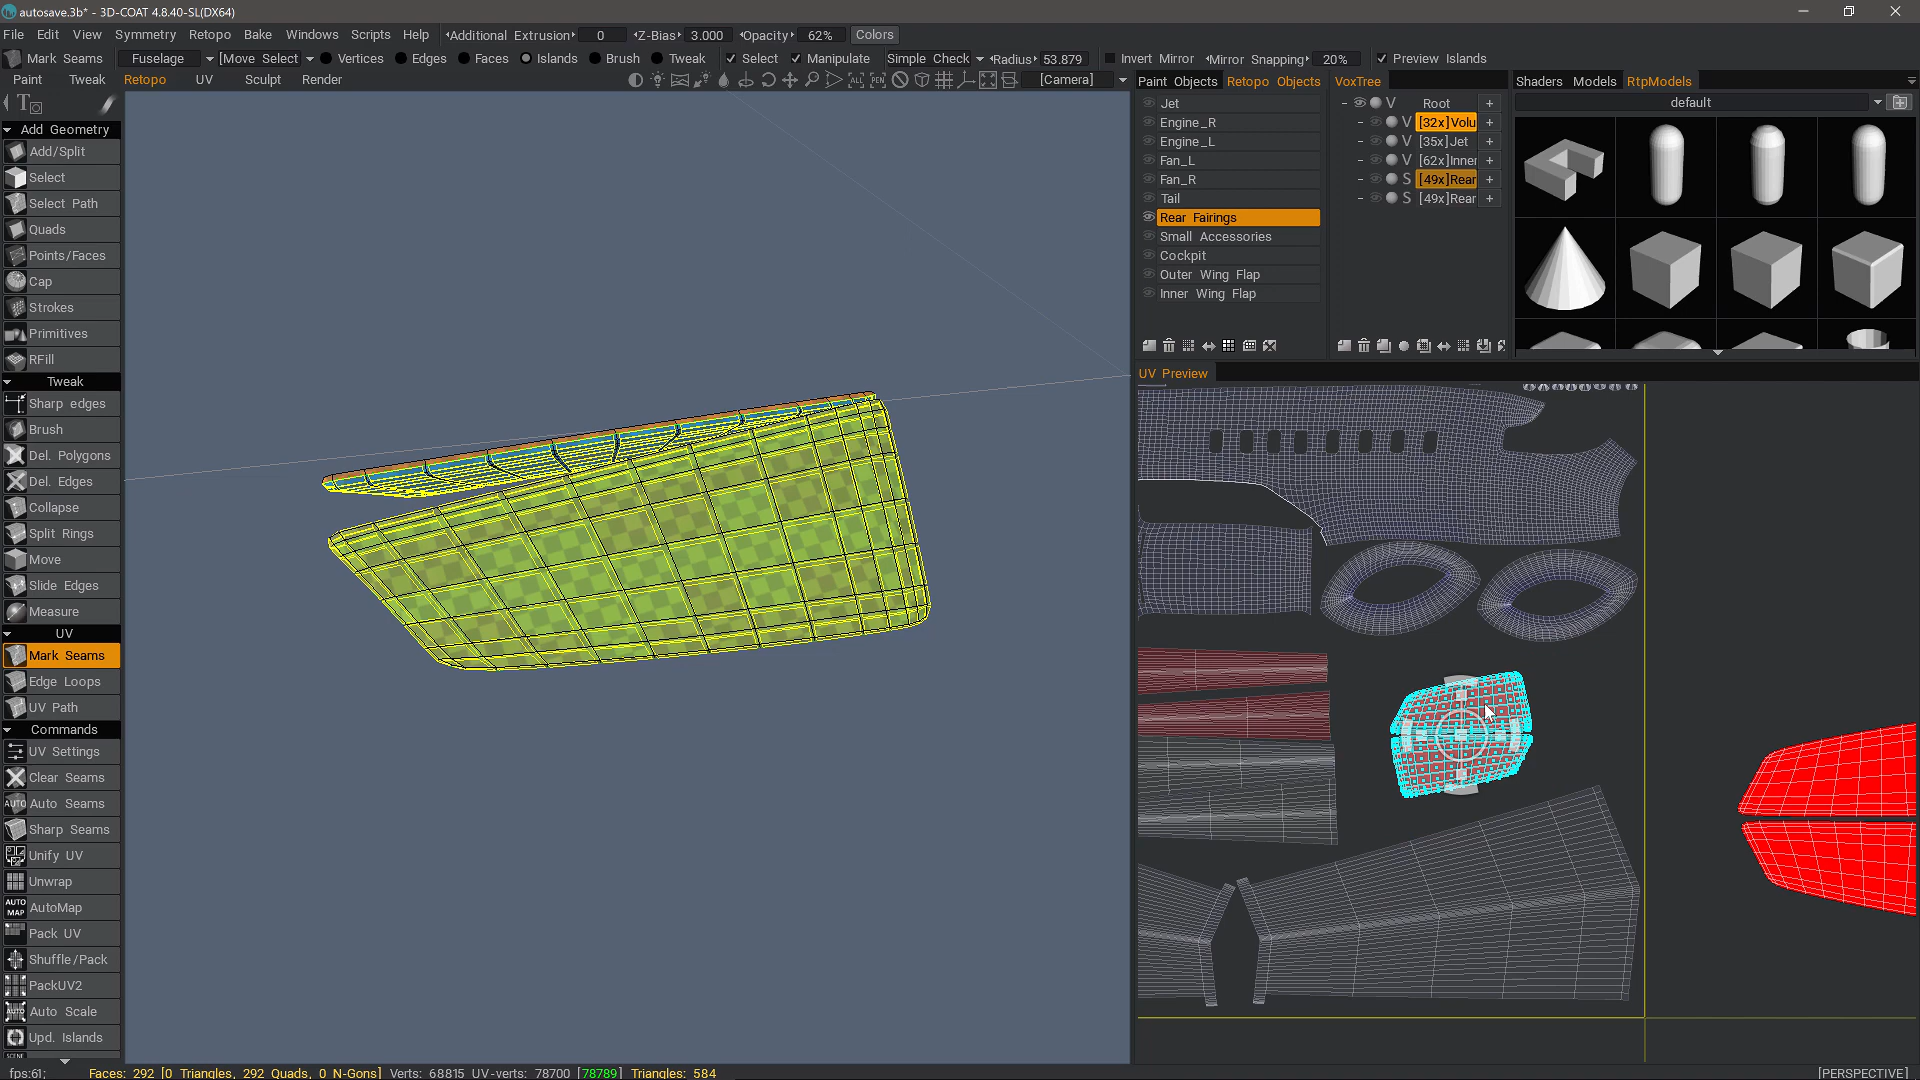 autosave.3b* - 3D-COAT 4.8.40-SL(DX64)
File Edit View Symmetry Retopo Bake Windows Scripts Help Additional Extrusion 0 Z-Bias 3.000 Opacity 62% Colors
Mark Seams Fuselage [Move Select] Vertices Edges Faces Islands Brush Tweak Select Manipulate Simple Check Radius 53.879 Invert Mirror Mirror Snapping 20% Preview Islands
Paint Tweak Retopo UV Sculpt Render [Camera] Paint Objects Retopo Objects VoxTree Shaders Models RtpModels
Add Geometry
Add/Split
Select
Select Path
Quads
Points/Faces
Cap
Strokes
Primitives
RFill
Tweak
Sharp edges
Brush
Del. Polygons
Del. Edges
Collapse
Split Rings
Move
Slide Edges
Measure
UV
Mark Seams
Edge Loops
UV Path
Commands
UV Settings
Clear Seams
AUTO Auto Seams
Sharp Seams
Unify UV
Unwrap
AUTO MAP AutoMap
Pack UV
Shuffle/Pack
PackUV2
AUTO Auto Scale
Upd. Islands
SCENE
Jet
Engine_R
Engine_L
Fan_L
Fan_R
Tail
Rear Fairings
Small Accessories
Cockpit
Outer Wing Flap
Inner Wing Flap
V Root +
V [32x]Volu +
V [35x]Jet +
V [62x]Inner +
S [49x]Rear +
S [49x]Rear +
default
UV Preview
fps:61; Faces: 292 [0 Triangles, 292 Quads, 0 N-Gons] Verts: 68815 UV-verts: 78700 [78789] Triangles: 584 [PERSPECTIVE]